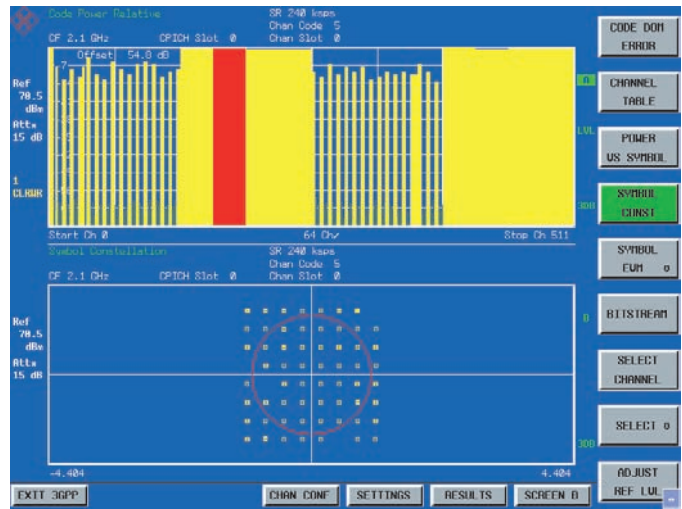 Code Power Relative
SR 240 ksps
Chan Code 5
CF 2.1 GHz CPICH Slot 0 Chan Slot 0
Offset 54.0 dB
-7
Ref
70.5
dBm
Att*
15 dB
1
CLRWR
A
LVL
3DB
Start Ch 0 64 Ch/ Stop Ch 511
Symbol Constellation
SR 240 ksps
Chan Code 5
CF 2.1 GHz CPICH Slot 0 Chan Slot 0
Ref
70.5
dBm
Att*
15 dB
B
3DB
-4.404 4.404
CODE DOM
ERROR
CHANNEL
TABLE
POWER
VS SYMBOL
SYMBOL
CONST
SYMBOL
EVM
BITSTREAM
SELECT
CHANNEL
SELECT
ADJUST
REF LVL
EXIT 3GPP CHAN CONF SETTINGS RESULTS SCREEN B